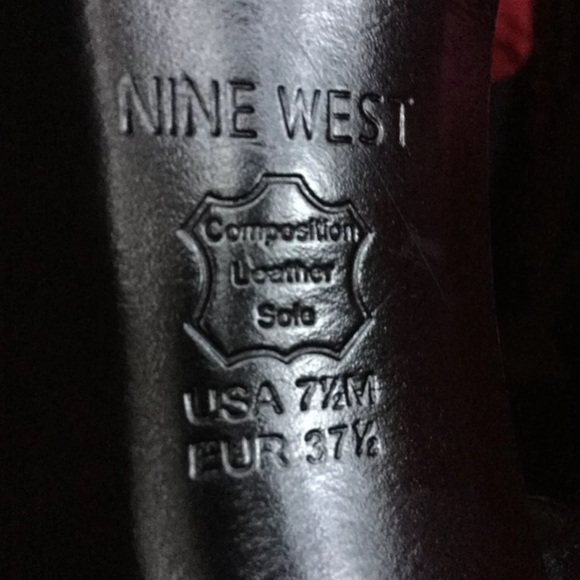 NINE WEST
Composition
Leather
Sole
USA 7½M
EUR 37½